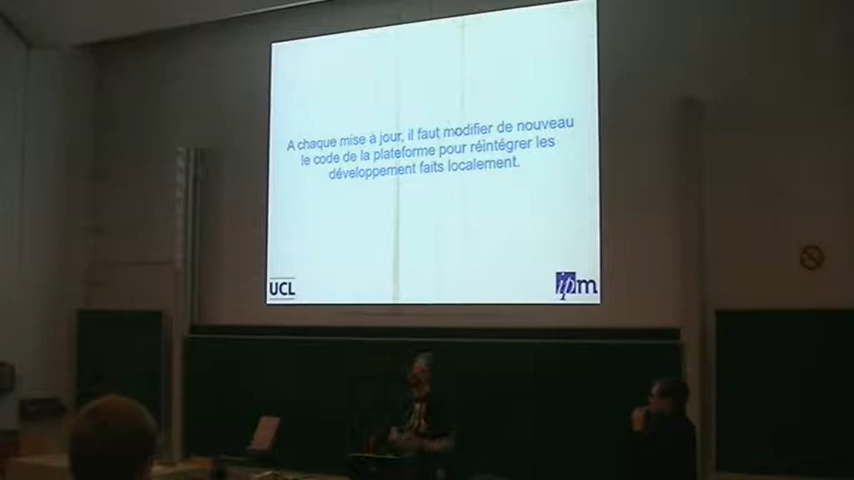 A chaque mise à jour, il faut modifier de nouveau
le code de la plateforme pour réintégrer les
développement faits localement.
UCL
ipm